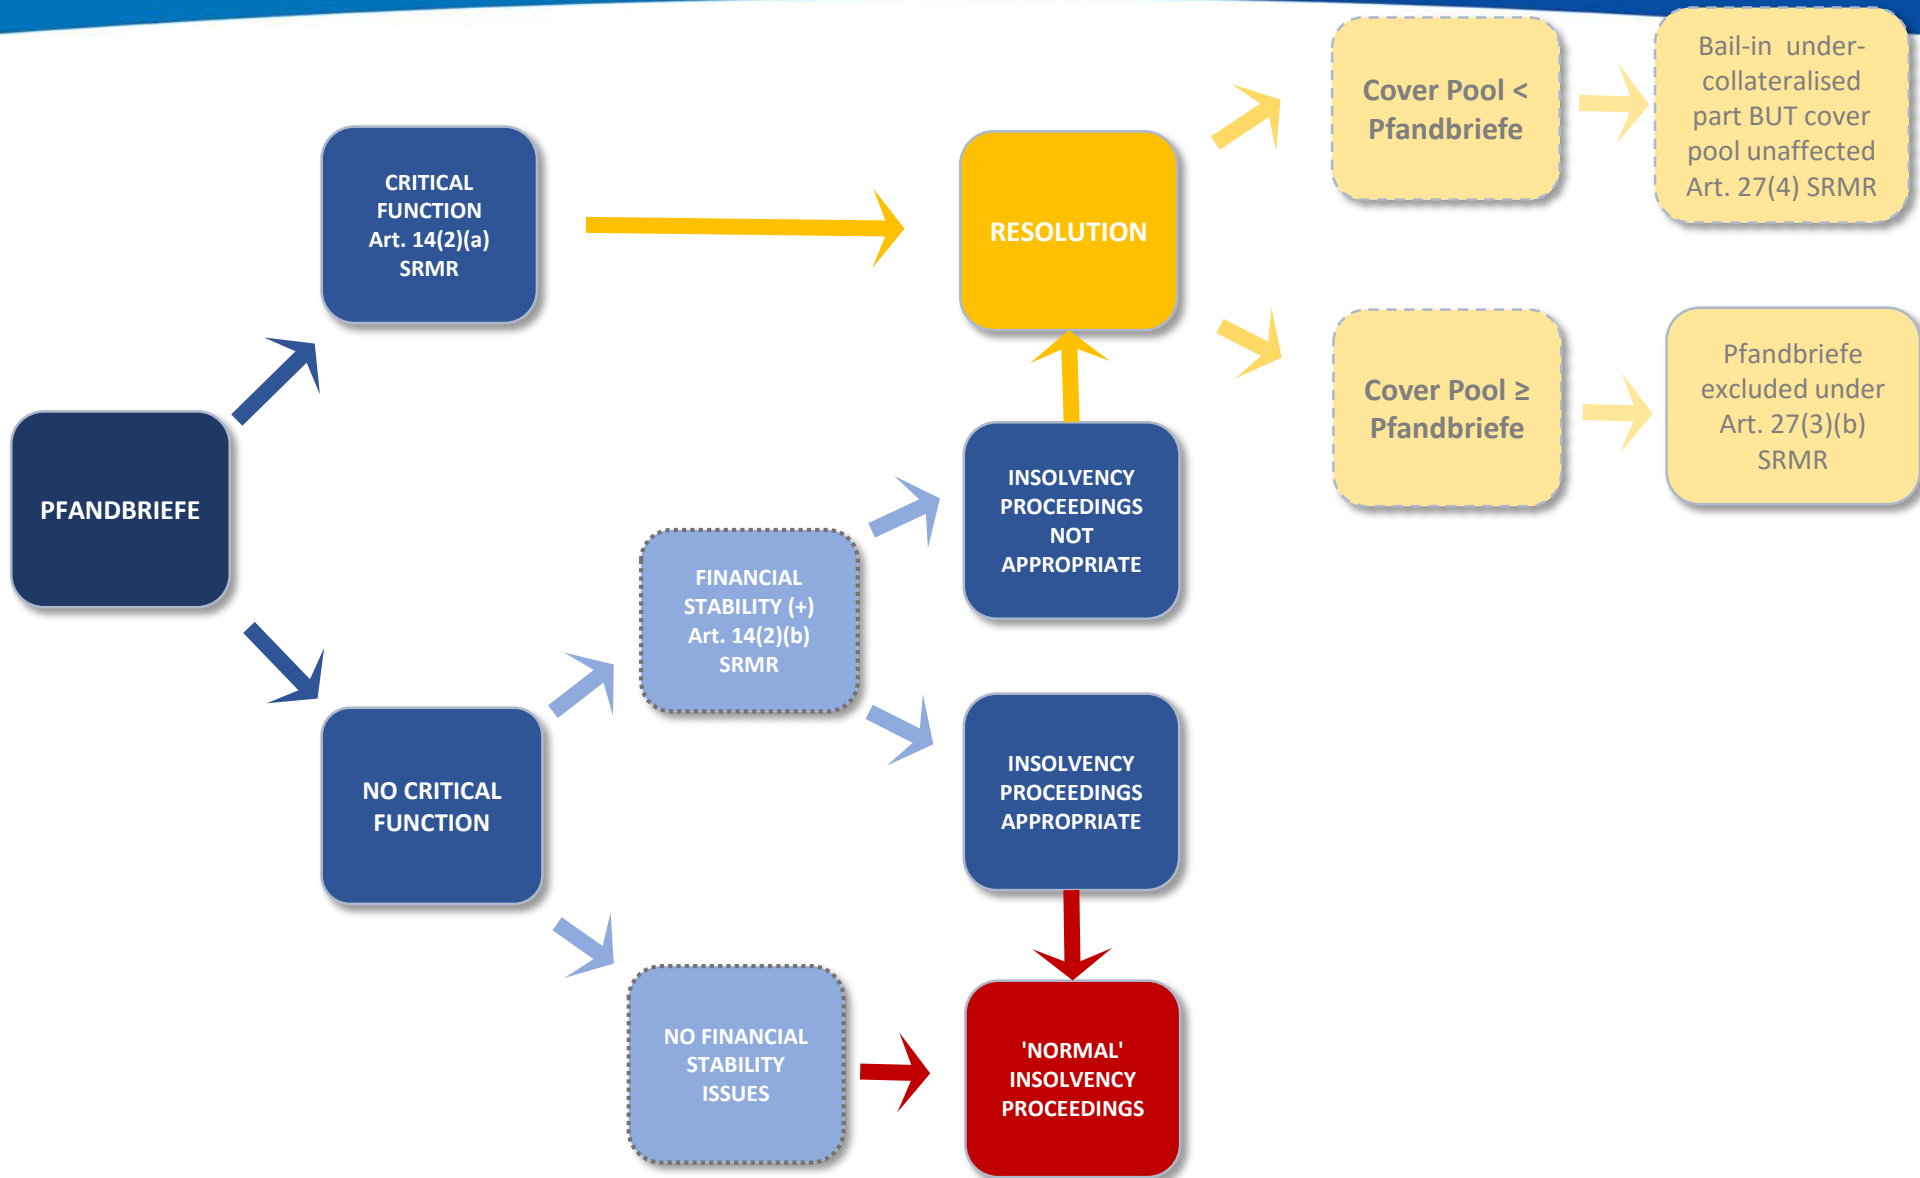 PFANDBRIEFE
CRITICAL
FUNCTION
Art. 14(2)(a)
SRMR
NO CRITICAL
FUNCTION
FINANCIAL
STABILITY (+)
Art. 14(2)(b)
SRMR
NO FINANCIAL
STABILITY
ISSUES
RESOLUTION
INSOLVENCY
PROCEEDINGS
NOT
APPROPRIATE
INSOLVENCY
PROCEEDINGS
APPROPRIATE
'NORMAL'
INSOLVENCY
PROCEEDINGS
Cover Pool <
Pfandbriefe
Bail-in under-
collateralised
part BUT cover
pool unaffected
Art. 27(4) SRMR
Cover Pool ≥
Pfandbriefe
Pfandbriefe
excluded under
Art. 27(3)(b)
SRMR